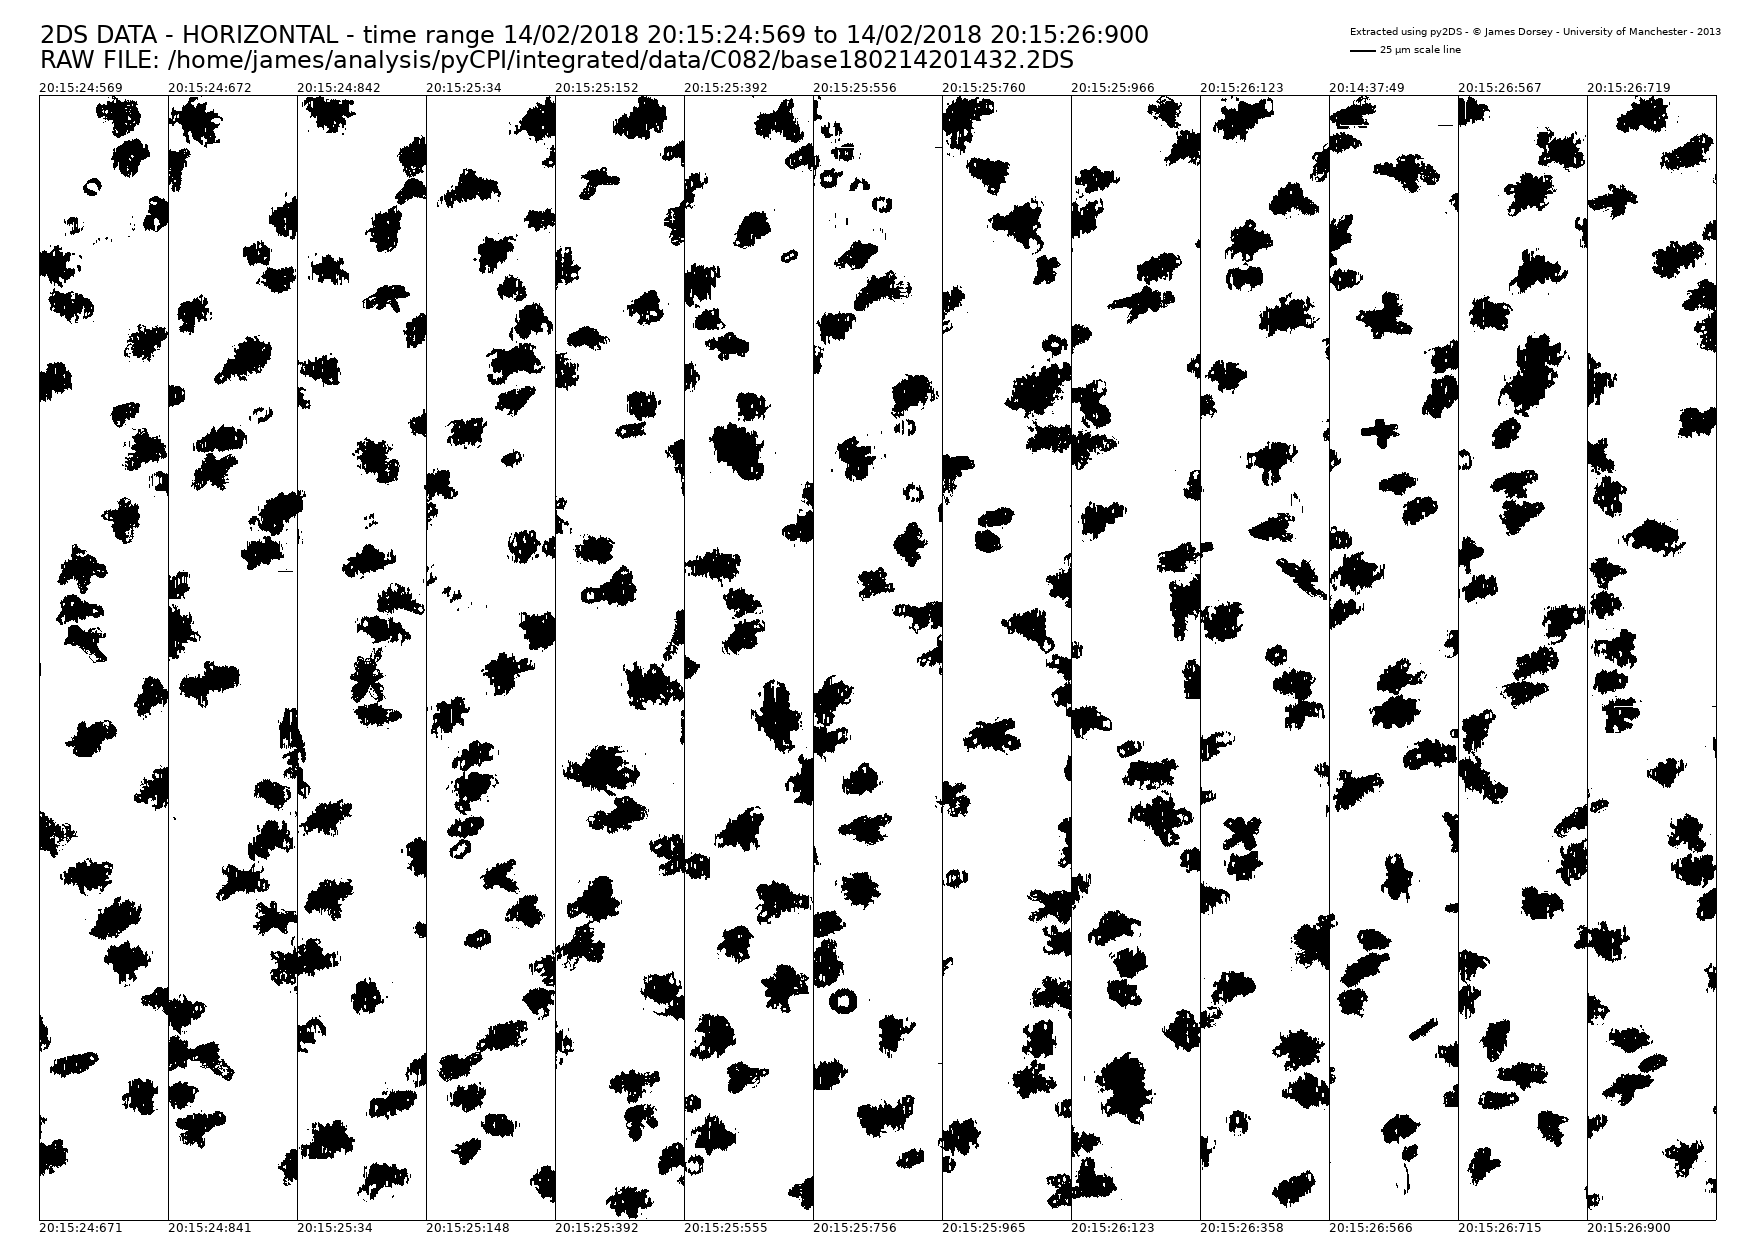 2DS DATA - HORIZONTAL - time range 14/02/2018 20:15:24:569 to 14/02/2018 20:15:26:900
RAW FILE: /home/james/analysis/pyCPI/integrated/data/C082/base180214201432.2DS
Extracted using py2DS - © James Dorsey - University of Manchester - 2013
25 µm scale line
20:15:24:569 20:15:24:672 20:15:24:842 20:15:25:34 20:15:25:152 20:15:25:392 20:15:25:556 20:15:25:760 20:15:25:966 20:15:26:123 20:14:37:49 20:15:26:567 20:15:26:719
20:15:24:671 20:15:24:841 20:15:25:34 20:15:25:148 20:15:25:392 20:15:25:555 20:15:25:756 20:15:25:965 20:15:26:123 20:15:26:358 20:15:26:566 20:15:26:715 20:15:26:900